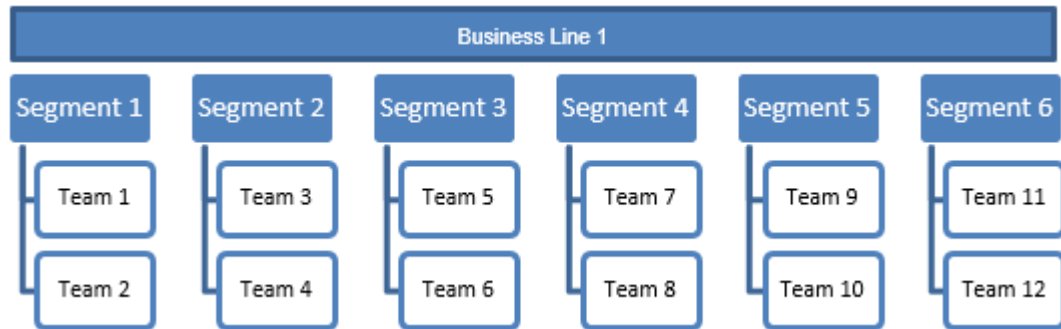 Business Line 1
Segment 1
Segment 2
Segment 3
Segment 4
Segment 5
Segment 6
Team 1
Team 3
Team 5
Team 7
Team 9
Team 11
Team 2
Team 4
Team 6
Team 8
Team 10
Team 12